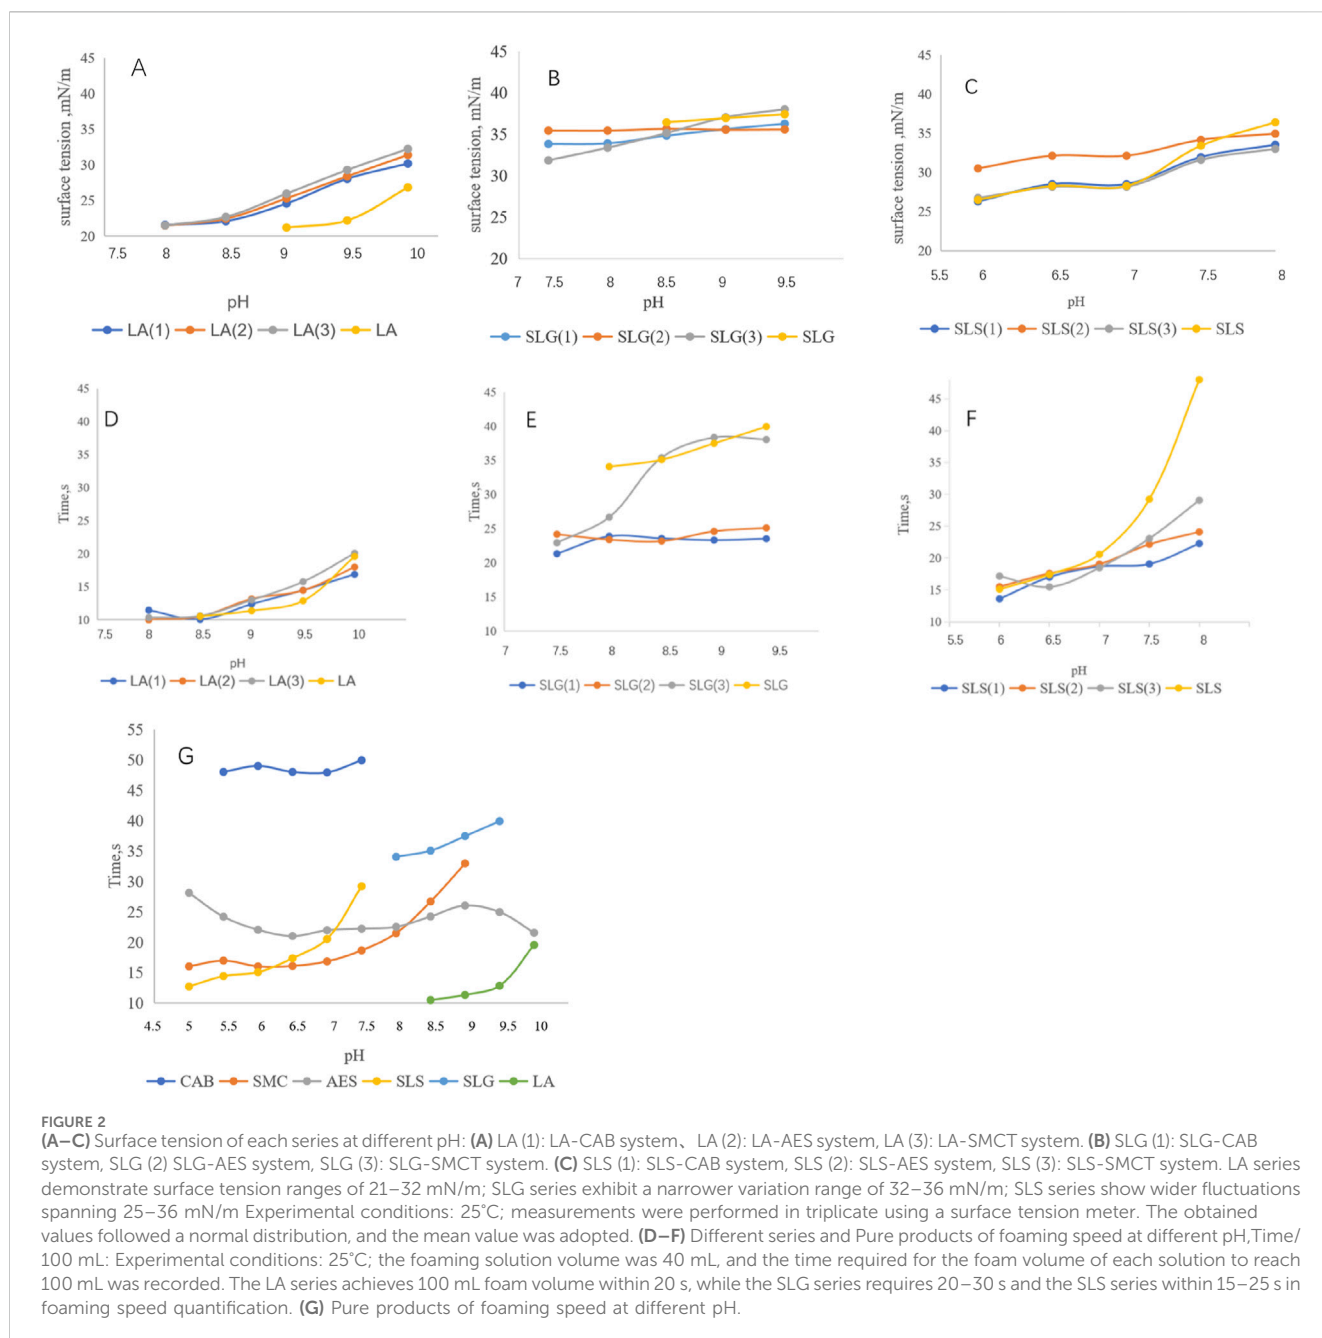 A
surface tension ,mN/m
45
40
35
30
25
20
7.5 8 8.5 9 9.5 10
pH
LA(1) LA(2) LA(3) LA
B
surface tension, mN/m
45
40
35
30
25
20
7 7.5 8 8.5 9 9.5
pH
SLG(1) SLG(2) SLG(3) SLG
C
surface tension ,mN/m
45
40
35
30
25
20
5.5 6 6.5 7 7.5 8
pH
SLS(1) SLS(2) SLS(3) SLS
D
Time,s
45
40
35
30
25
20
15
10
7.5 8 8.5 9 9.5 10
pH
LA(1) LA(2) LA(3) LA
E
Time,s
45
40
35
30
25
20
15
10
7 7.5 8 8.5 9 9.5
pH
SLG(1) SLG(2) SLG(3) SLG
F
Time,s
45
40
35
30
25
20
15
10
5.5 6 6.5 7 7.5 8
pH
SLS(1) SLS(2) SLS(3) SLS
G
Time,s
55
50
45
40
35
30
25
20
15
10
4.5 5 5.5 6 6.5 7 7.5 8 8.5 9 9.5 10
pH
CAB SMC AES SLS SLG LA
FIGURE 2
(A–C) Surface tension of each series at different pH: (A) LA (1): LA-CAB system、LA (2): LA-AES system, LA (3): LA-SMCT system. (B) SLG (1): SLG-CAB
system, SLG (2) SLG-AES system, SLG (3): SLG-SMCT system. (C) SLS (1): SLS-CAB system, SLS (2): SLS-AES system, SLS (3): SLS-SMCT system. LA series
demonstrate surface tension ranges of 21–32 mN/m; SLG series exhibit a narrower variation range of 32–36 mN/m; SLS series show wider fluctuations
spanning 25–36 mN/m Experimental conditions: 25°C; measurements were performed in triplicate using a surface tension meter. The obtained
values followed a normal distribution, and the mean value was adopted. (D–F) Different series and Pure products of foaming speed at different pH,Time/
100 mL: Experimental conditions: 25°C; the foaming solution volume was 40 mL, and the time required for the foam volume of each solution to reach
100 mL was recorded. The LA series achieves 100 mL foam volume within 20 s, while the SLG series requires 20–30 s and the SLS series within 15–25 s in
foaming speed quantification. (G) Pure products of foaming speed at different pH.